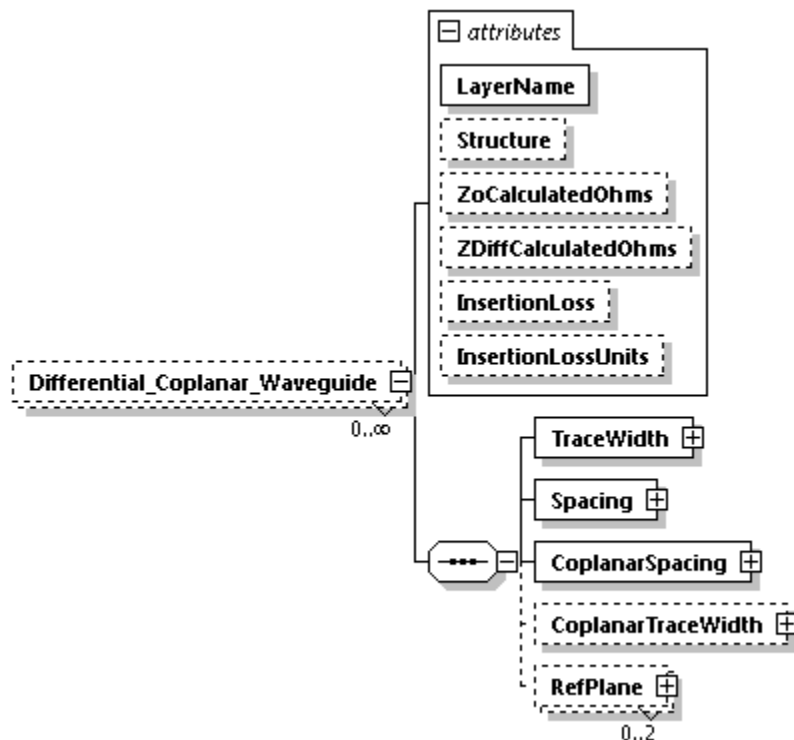 attributes
LayerName
Structure
ZoCalculatedOhms
ZDiffCalculatedOhms
InsertionLoss
InsertionLossUnits
Differential_Coplanar_Waveguide
0..∞
TraceWidth
Spacing
CoplanarSpacing
CoplanarTraceWidth
RefPlane
0..2